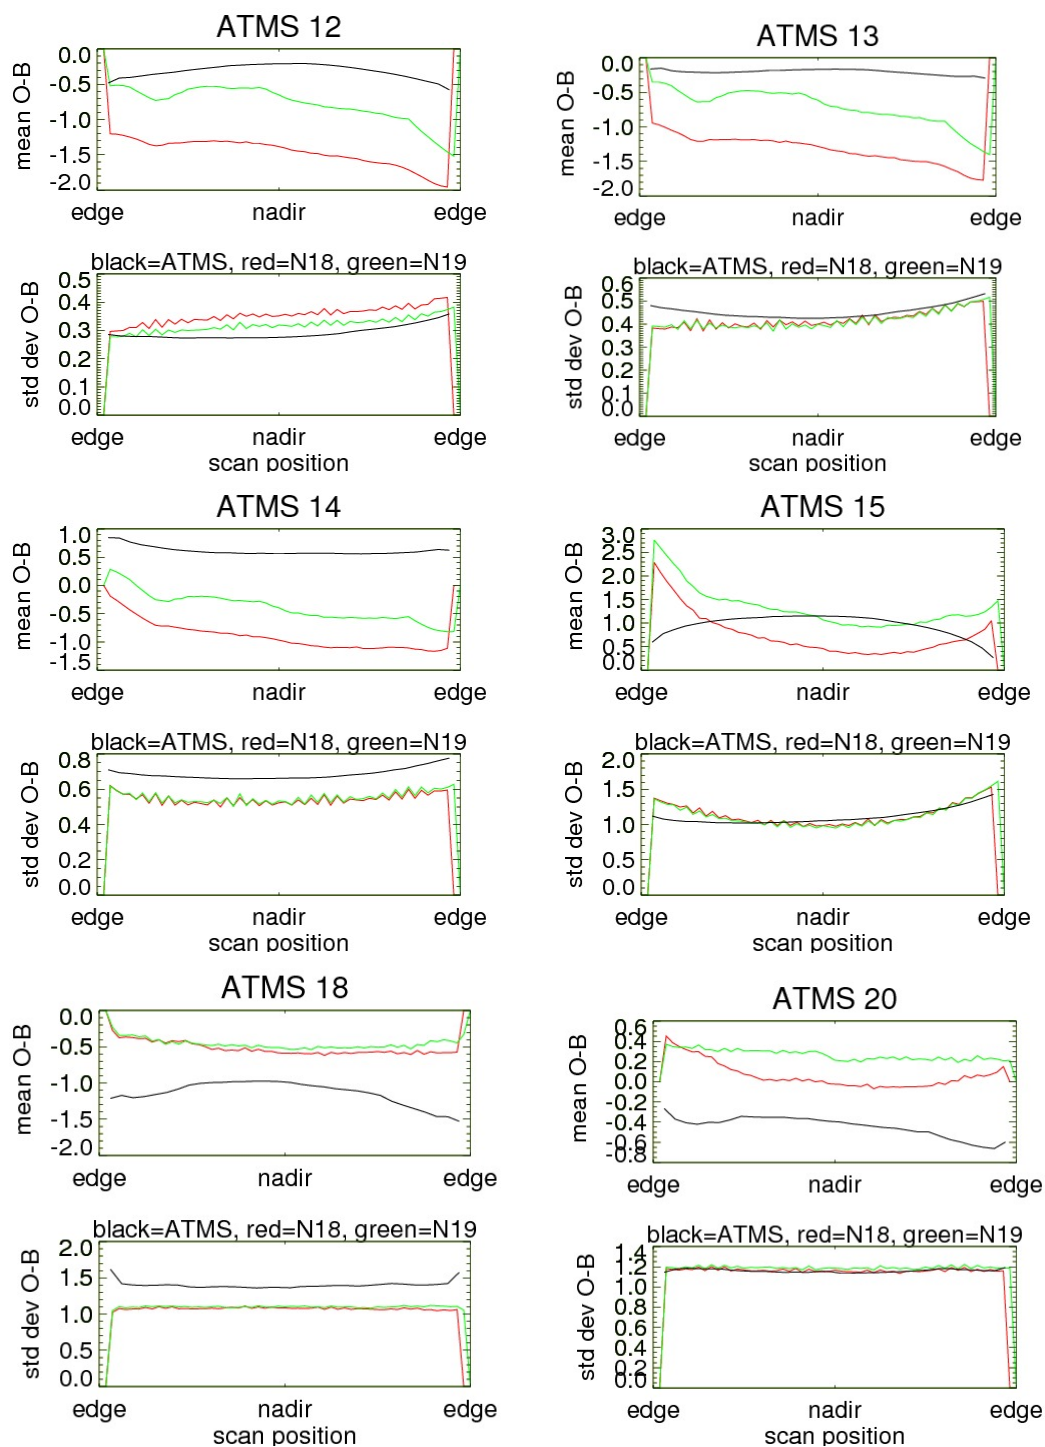 ATMS 12
mean O-B
0.0
-0.5
-1.0
-1.5
-2.0
edge nadir edge
black=ATMS, red=N18, green=N19
std dev O-B
0.5
0.4
0.3
0.2
0.1
0.0
edge nadir edge
scan position
ATMS 13
mean O-B
0.0
-0.5
-1.0
-1.5
-2.0
edge nadir edge
black=ATMS, red=N18, green=N19
std dev O-B
0.6
0.5
0.4
0.3
0.2
0.1
0.0
edge nadir edge
scan position
ATMS 14
mean O-B
1.0
0.5
0.0
-0.5
-1.0
-1.5
edge nadir edge
black=ATMS, red=N18, green=N19
std dev O-B
0.8
0.6
0.4
0.2
0.0
edge nadir edge
scan position
ATMS 15
mean O-B
3.0
2.5
2.0
1.5
1.0
0.5
0.0
edge nadir edge
black=ATMS, red=N18, green=N19
std dev O-B
2.0
1.5
1.0
0.5
0.0
edge nadir edge
scan position
ATMS 18
mean O-B
0.0
-0.5
-1.0
-1.5
-2.0
edge nadir edge
black=ATMS, red=N18, green=N19
std dev O-B
2.0
1.5
1.0
0.5
0.0
edge nadir edge
scan position
ATMS 20
mean O-B
0.6
0.4
0.2
0.0
-0.2
-0.4
-0.6
-0.8
edge nadir edge
black=ATMS, red=N18, green=N19
std dev O-B
1.4
1.2
1.0
0.8
0.6
0.4
0.2
0.0
edge nadir edge
scan position